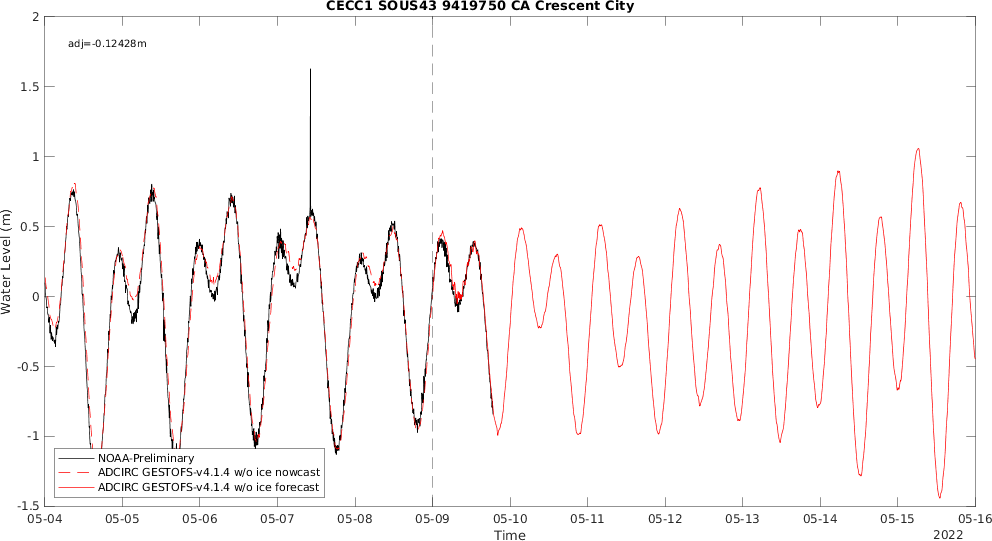 CECC1 SOUS43 9419750 CA Crescent City
adj=-0.12428m
Water Level (m)
2
1.5
1
0.5
0
-0.5
-1
-1.5
NOAA-Preliminary
ADCIRC GESTOFS-v4.1.4 w/o ice nowcast
ADCIRC GESTOFS-v4.1.4 w/o ice forecast
05-04 05-05 05-06 05-07 05-08 05-09 05-10 05-11 05-12 05-13 05-14 05-15 05-16
Time
2022